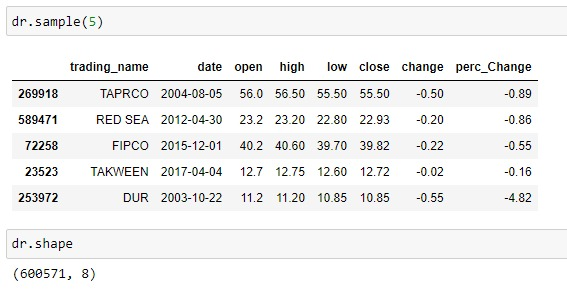 dr.sample(5)
trading_name date open high low close change perc_Change
269918 TAPRCO 2004-08-05 56.0 56.50 55.50 55.50 -0.50 -0.89
589471 RED SEA 2012-04-30 23.2 23.20 22.80 22.93 -0.20 -0.86
72258 FIPCO 2015-12-01 40.2 40.60 39.70 39.82 -0.22 -0.55
23523 TAKWEEN 2017-04-04 12.7 12.75 12.60 12.72 -0.02 -0.16
253972 DUR 2003-10-22 11.2 11.20 10.85 10.85 -0.55 -4.82
dr.shape
(600571, 8)